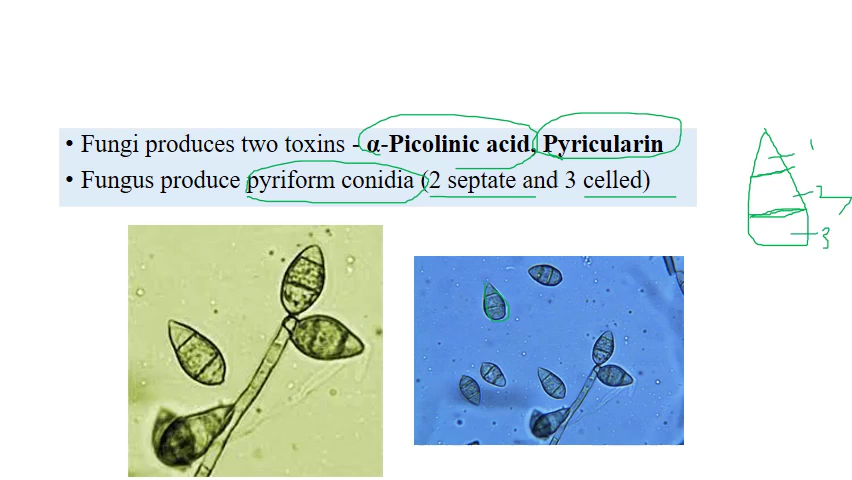 • Fungi produces two toxins - α-Picolinic acid, Pyricularin
• Fungus produce pyriform conidia (2 septate and 3 celled)
1
2
3